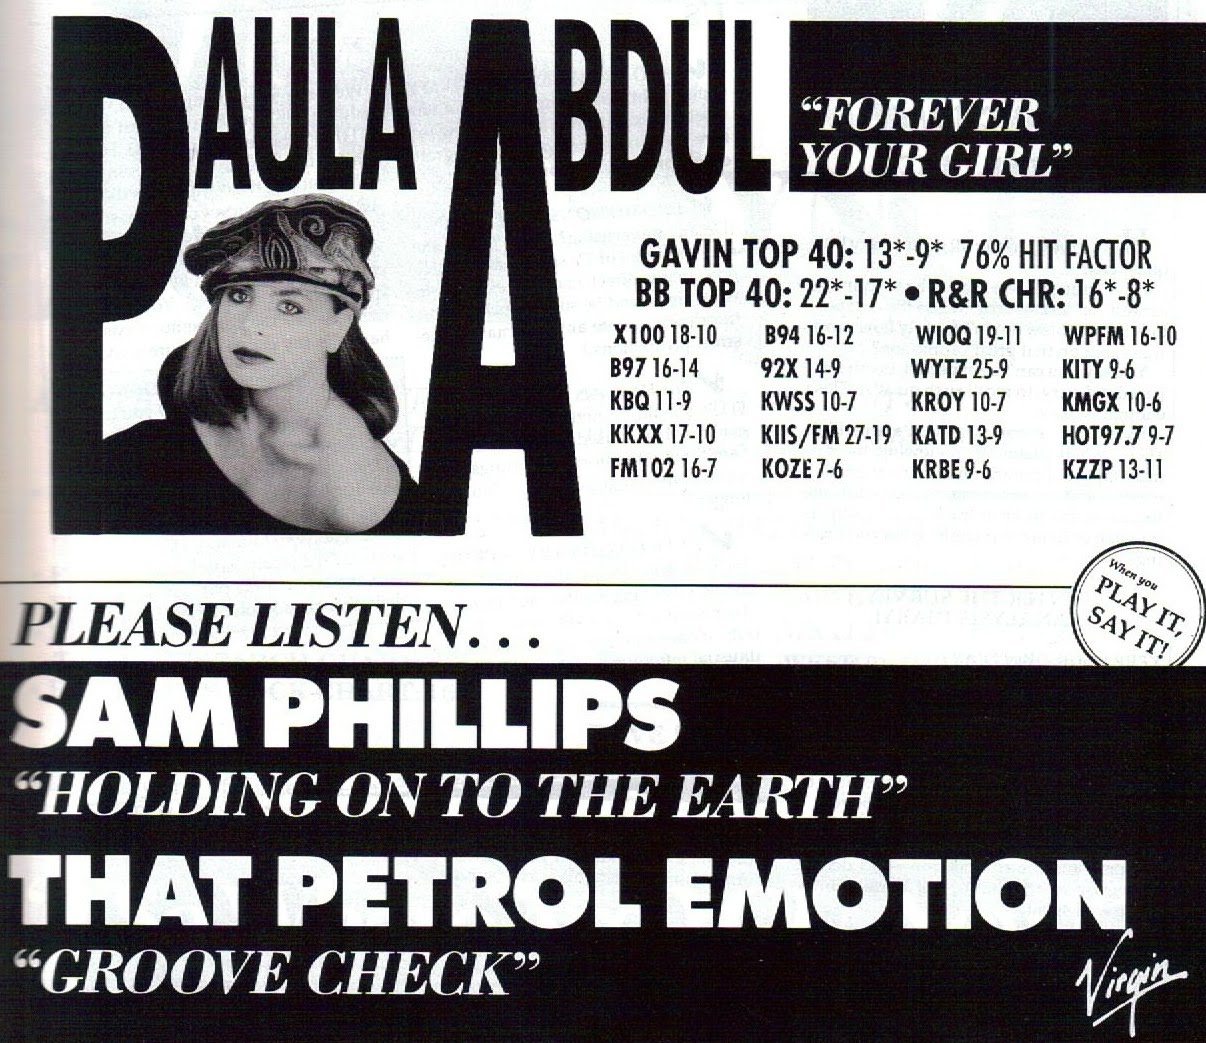 PAULA ABDUL
“FOREVER
YOUR GIRL”
GAVIN TOP 40: 13*-9* 76% HIT FACTOR
BB TOP 40: 22*-17* • R&R CHR: 16*-8*
X100 18-10 B94 16-12 WIOQ 19-11 WPFM 16-10
B97 16-14 92X 14-9 WYTZ 25-9 KITY 9-6
KBQ 11-9 KWSS 10-7 KROY 10-7 KMGX 10-6
KKXX 17-10 KIIS/FM 27-19 KATD 13-9 HOT97.7 9-7
FM102 16-7 KOZE 7-6 KRBE 9-6 KZZP 13-11
When you
PLAY IT,
SAY IT!
PLEASE LISTEN...
SAM PHILLIPS
“HOLDING ON TO THE EARTH”
THAT PETROL EMOTION
“GROOVE CHECK”
Virgin